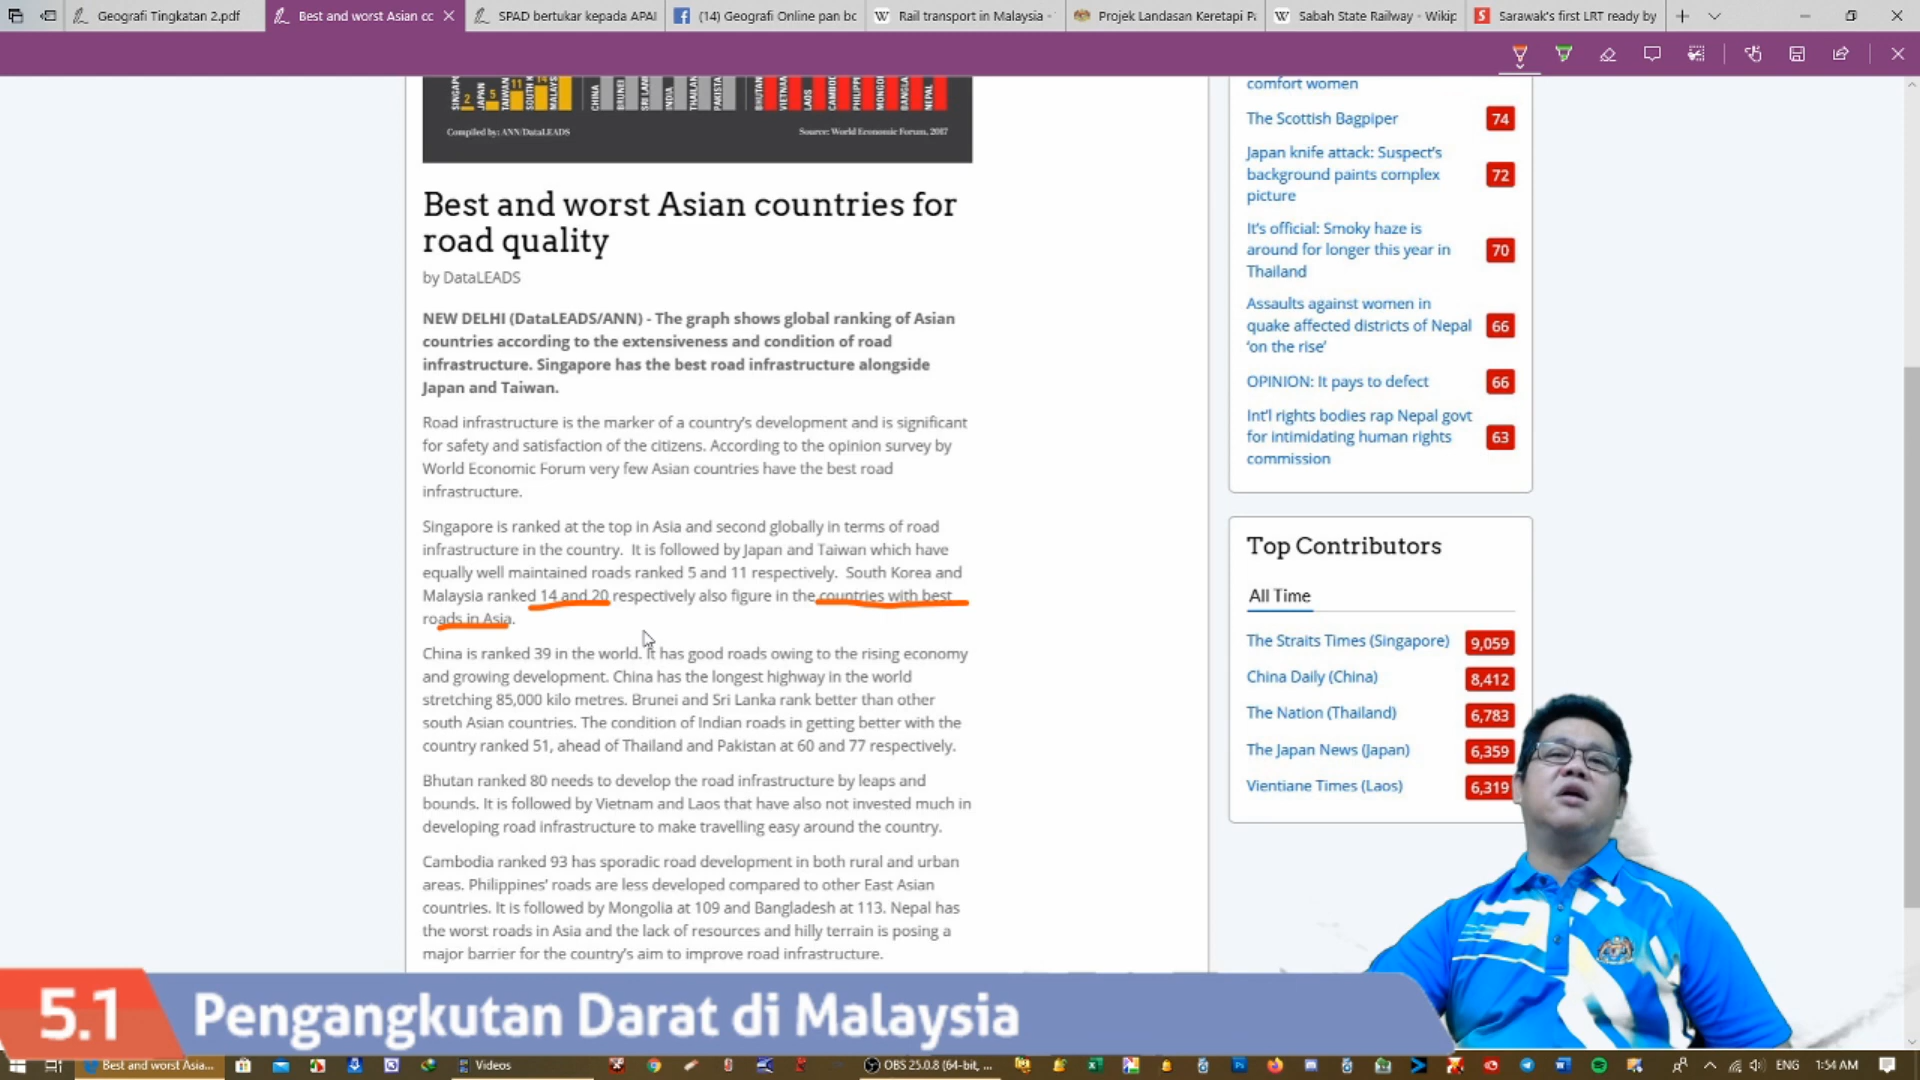 Geografi Tingkatan 2.pdf
Best and worst Asian cc
SPAD bertukar kepada APAI
(14) Geografi Online pan bc
Rail transport in Malaysia -
Projek Landasan Keretapi P
Sabah State Railway - Wikip
Sarawak's first LRT ready by
2
JAPAN
5
TAIWAN
11
14
CHINA
BRUNEI
SRI LANK
INDIA
PAKISTA
LAOS
NEPAL
Compiled by: ANN/DataLEADS
Source: World Economic Forum, 2017
Best and worst Asian countries for
road quality
by DataLEADS
NEW DELHI (DataLEADS/ANN) - The graph shows global ranking of Asian
countries according to the extensiveness and condition of road
infrastructure. Singapore has the best road infrastructure alongside
Japan and Taiwan.
Road infrastructure is the marker of a country's development and is significant
for safety and satisfaction of the citizens. According to the opinion survey by
World Economic Forum very few Asian countries have the best road
infrastructure.
Singapore is ranked at the top in Asia and second globally in terms of road
infrastructure in the country. It is followed by Japan and Taiwan which have
equally well maintained roads ranked 5 and 11 respectively. South Korea and
Malaysia ranked 14 and 20 respectively also figure in the countries with best
roads in Asia.
China is ranked 39 in the world. It has good roads owing to the rising economy
and growing development. China has the longest highway in the world
stretching 85,000 kilo metres. Brunei and Sri Lanka rank better than other
south Asian countries. The condition of Indian roads in getting better with the
country ranked 51, ahead of Thailand and Pakistan at 60 and 77 respectively.
Bhutan ranked 80 needs to develop the road infrastructure by leaps and
bounds. It is followed by Vietnam and Laos that have also not invested much in
developing road infrastructure to make travelling easy around the country.
Cambodia ranked 93 has sporadic road development in both rural and urban
areas. Philippines' roads are less developed compared to other East Asian
countries. It is followed by Mongolia at 109 and Bangladesh at 113. Nepal has
the worst roads in Asia and the lack of resources and hilly terrain is posing a
major barrier for the country's aim to improve road infrastructure.
comfort women
The Scottish Bagpiper
74
Japan knife attack: Suspect's
background paints complex
picture
72
It's official: Smoky haze is
around for longer this year in
Thailand
70
Assaults against women in
quake affected districts of Nepal
'on the rise'
66
OPINION: It pays to defect
66
Int'l rights bodies rap Nepal govt
for intimidating human rights
commission
63
Top Contributors
All Time
The Straits Times (Singapore)
9,059
China Daily (China)
8,412
The Nation (Thailand)
6,783
The Japan News (Japan)
6,359
Vientiane Times (Laos)
6,319
5.1
Pengangkutan Darat di Malaysia
Best and worst Asia...
Videos
OBS 25.0.8 (64-bit, ...
ENG
1:54 AM